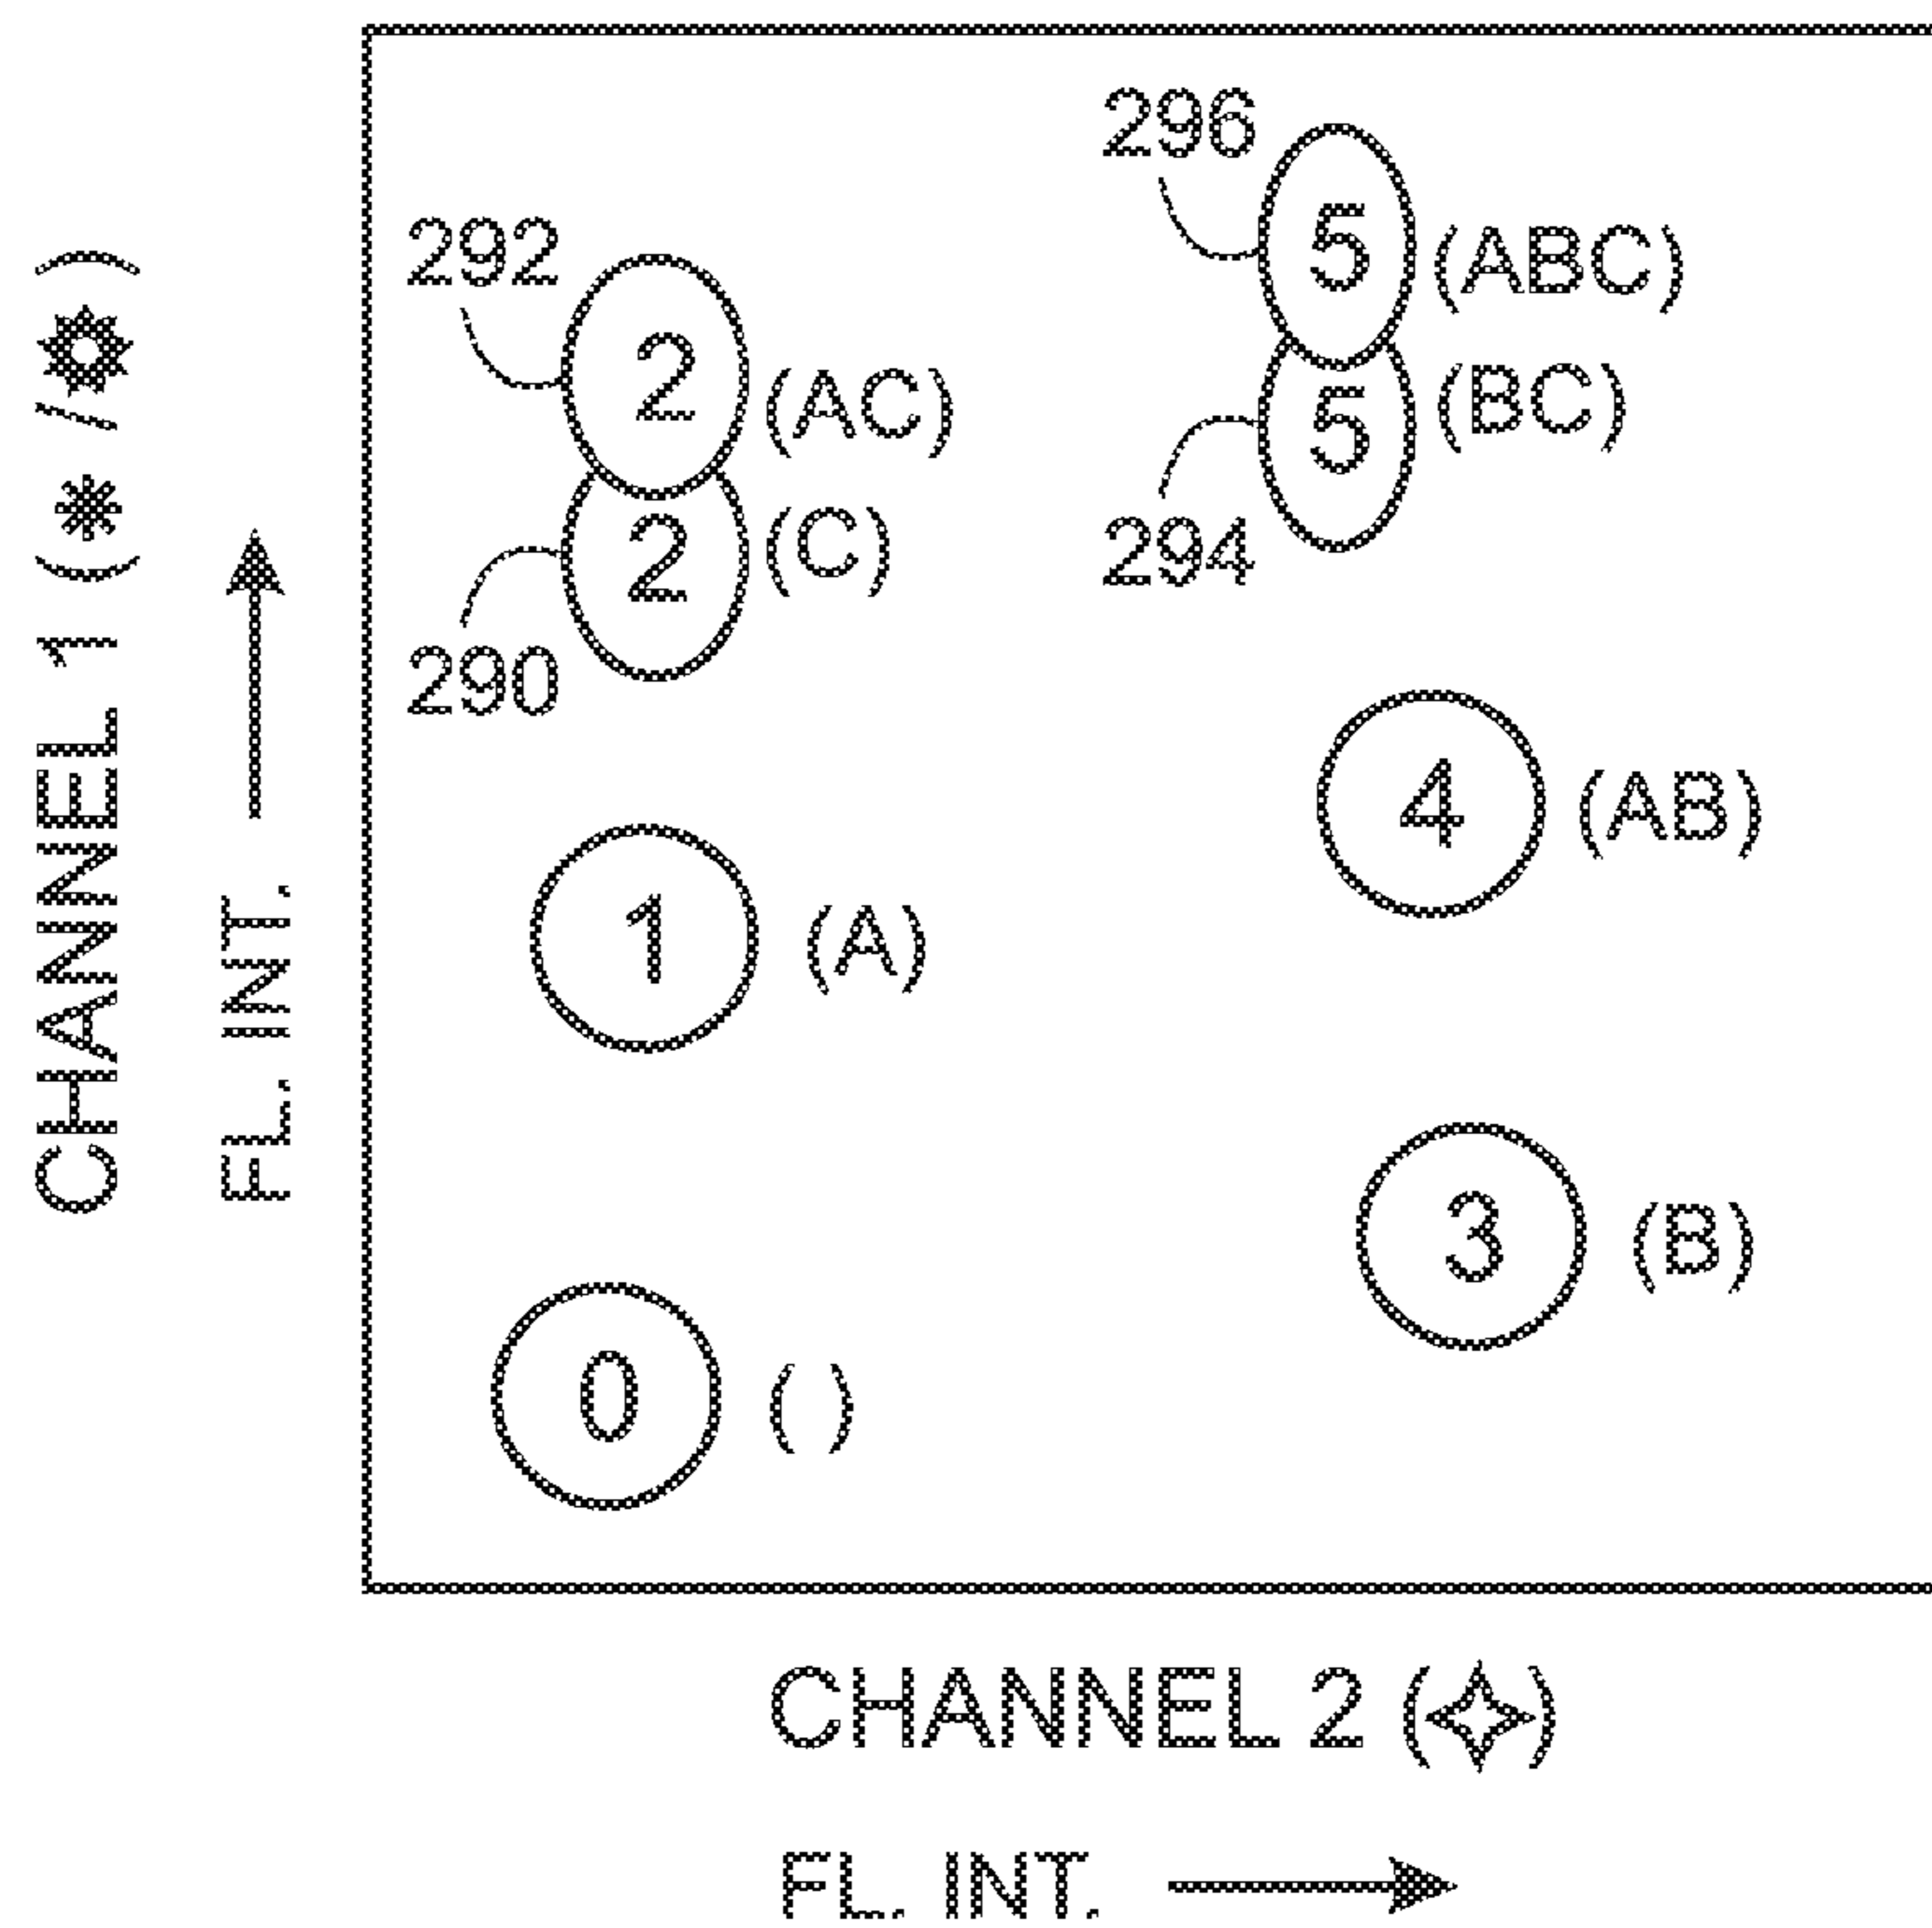 296
5 (ABC)
292
2 (AC)
5 (BC)
294
2 (C)
290
4 (AB)
1 (A)
3 (B)
0 ( )
CHANNEL 1 (✷ /✹)
FL. INT.
CHANNEL 2 (✧)
FL. INT.